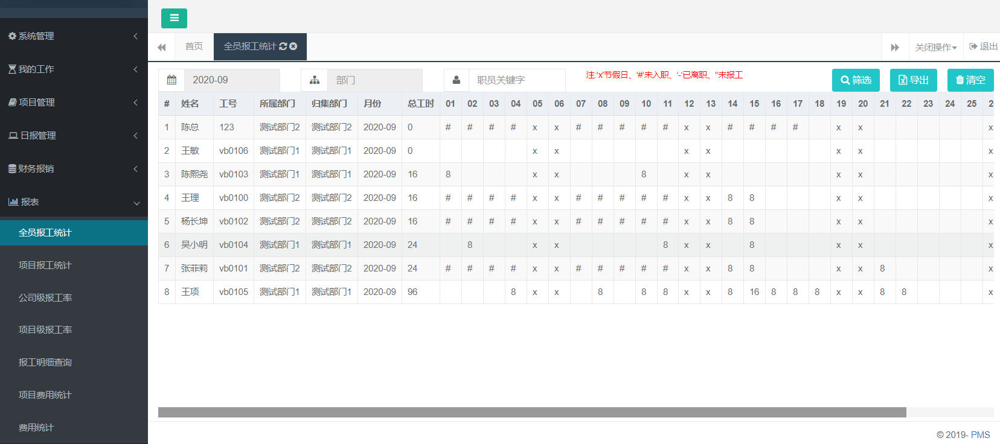 系统管理
我的工作
项目管理
日报管理
财务报销
报表
全员报工统计
项目报工统计
公司级报工率
项目级报工率
报工明细查询
项目费用统计
费用统计
首页 全员报工统计 关闭操作 退出
2020-09 部门 职员关键字 注:'x'节假日、'#'未入职、'-'已离职、''未报工 筛选 导出 清空
# 姓名 工号 所属部门 归集部门 月份 总工时 01 02 03 04 05 06 07 08 09 10 11 12 13 14 15 16 17 18 19 20 21 22 23 24 25
1 陈总 123 测试部门2 测试部门2 2020-09 0 # # # # x x # # # # # x x # # # # x x x
2 王敏 vb0106 测试部门1 测试部门1 2020-09 0 x x x x x x x
3 陈熙尧 vb0103 测试部门1 测试部门1 2020-09 16 8 x x 8 x x x x x
4 王理 vb0100 测试部门2 测试部门2 2020-09 16 # # # # x x # # # # # x x 8 8 x x x
5 杨长坤 vb0102 测试部门2 测试部门2 2020-09 16 # # # # x x # # # # # x x 8 8 x x x
6 吴小明 vb0104 测试部门1 测试部门1 2020-09 24 8 x x 8 x x 8 x x x
7 张菲莉 vb0101 测试部门2 测试部门2 2020-09 24 # # # # x x # # # # # x x 8 8 x x 8 x
8 王项 vb0105 测试部门1 测试部门1 2020-09 96 8 x x 8 8 8 x x 8 16 8 8 8 x x 8 8 x
© 2019- PMS